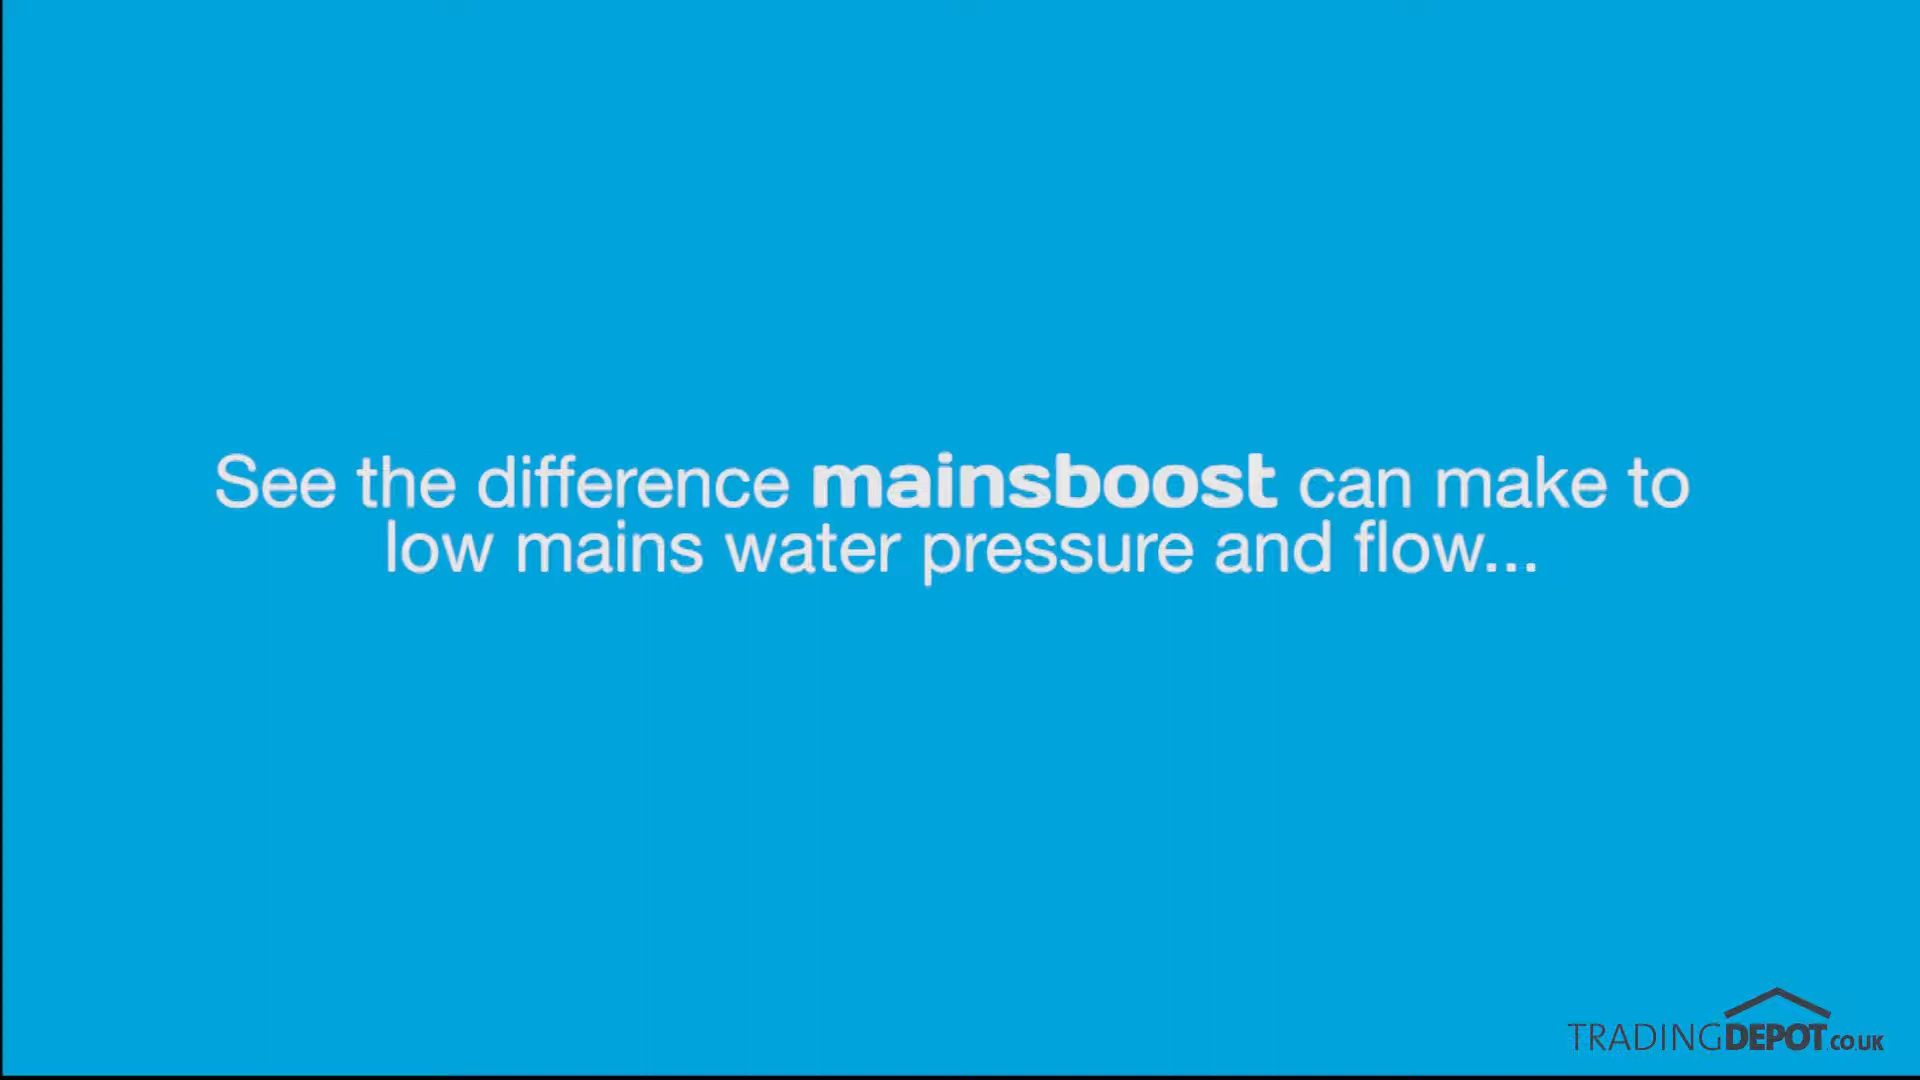 See the difference mainsboost can make to
low mains water pressure and flow...
TRADINGDEPOT.CO.UK